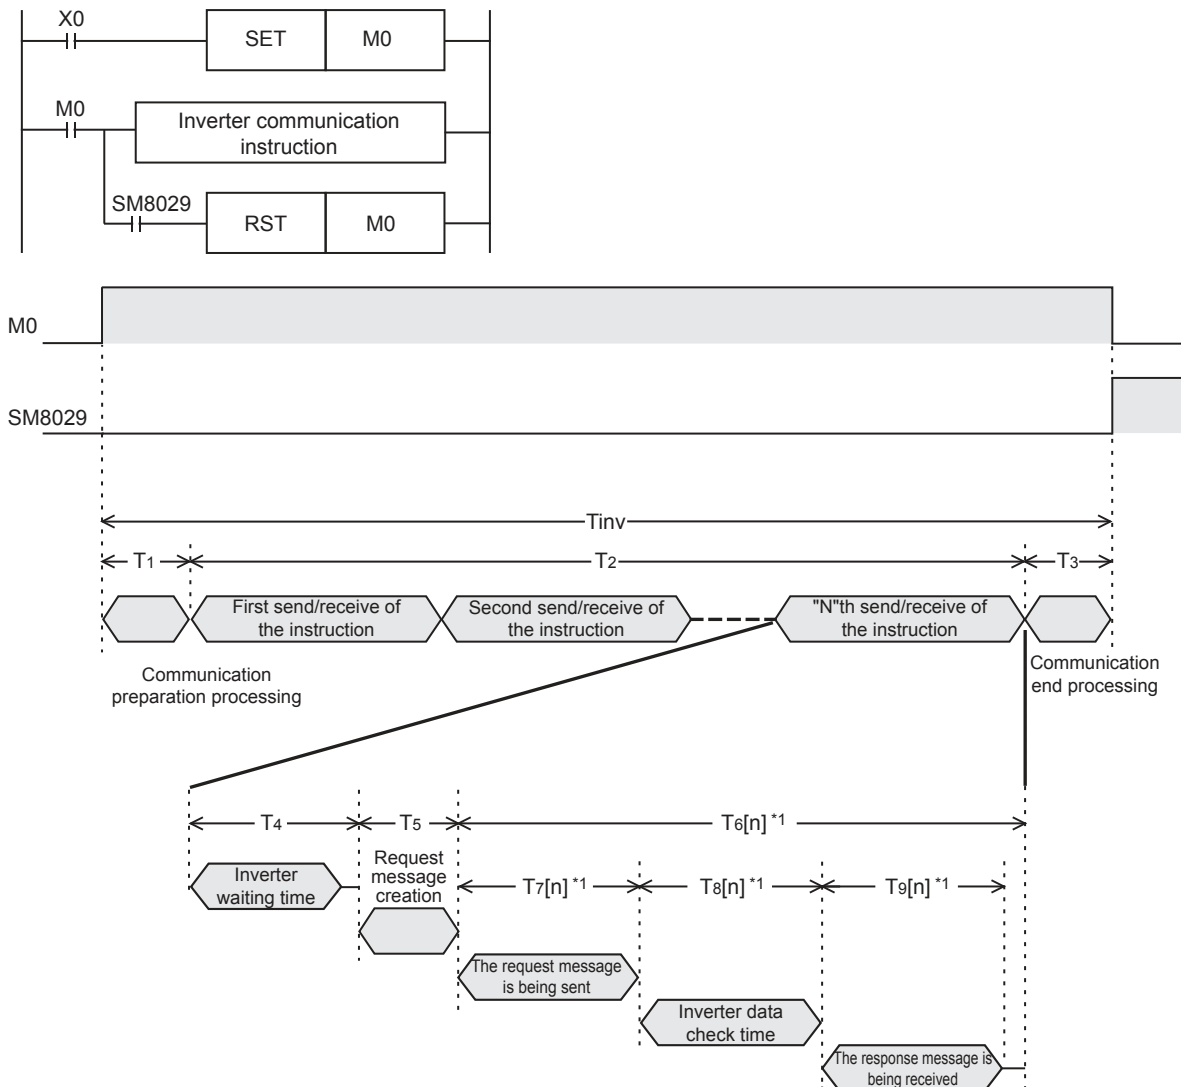 X0
SET M0
M0
Inverter communication
instruction
SM8029
RST M0
M0
SM8029
Tinv
T1 T2 T3
First send/receive of
the instruction
Second send/receive of
the instruction
"N"th send/receive of
the instruction
Communication
preparation processing
Communication
end processing
T4 T5 T6[n] *1
Inverter
waiting time
Request
message
creation
T7[n] *1 T8[n] *1 T9[n] *1
The request message
is being sent
Inverter data
check time
The response message is
being received